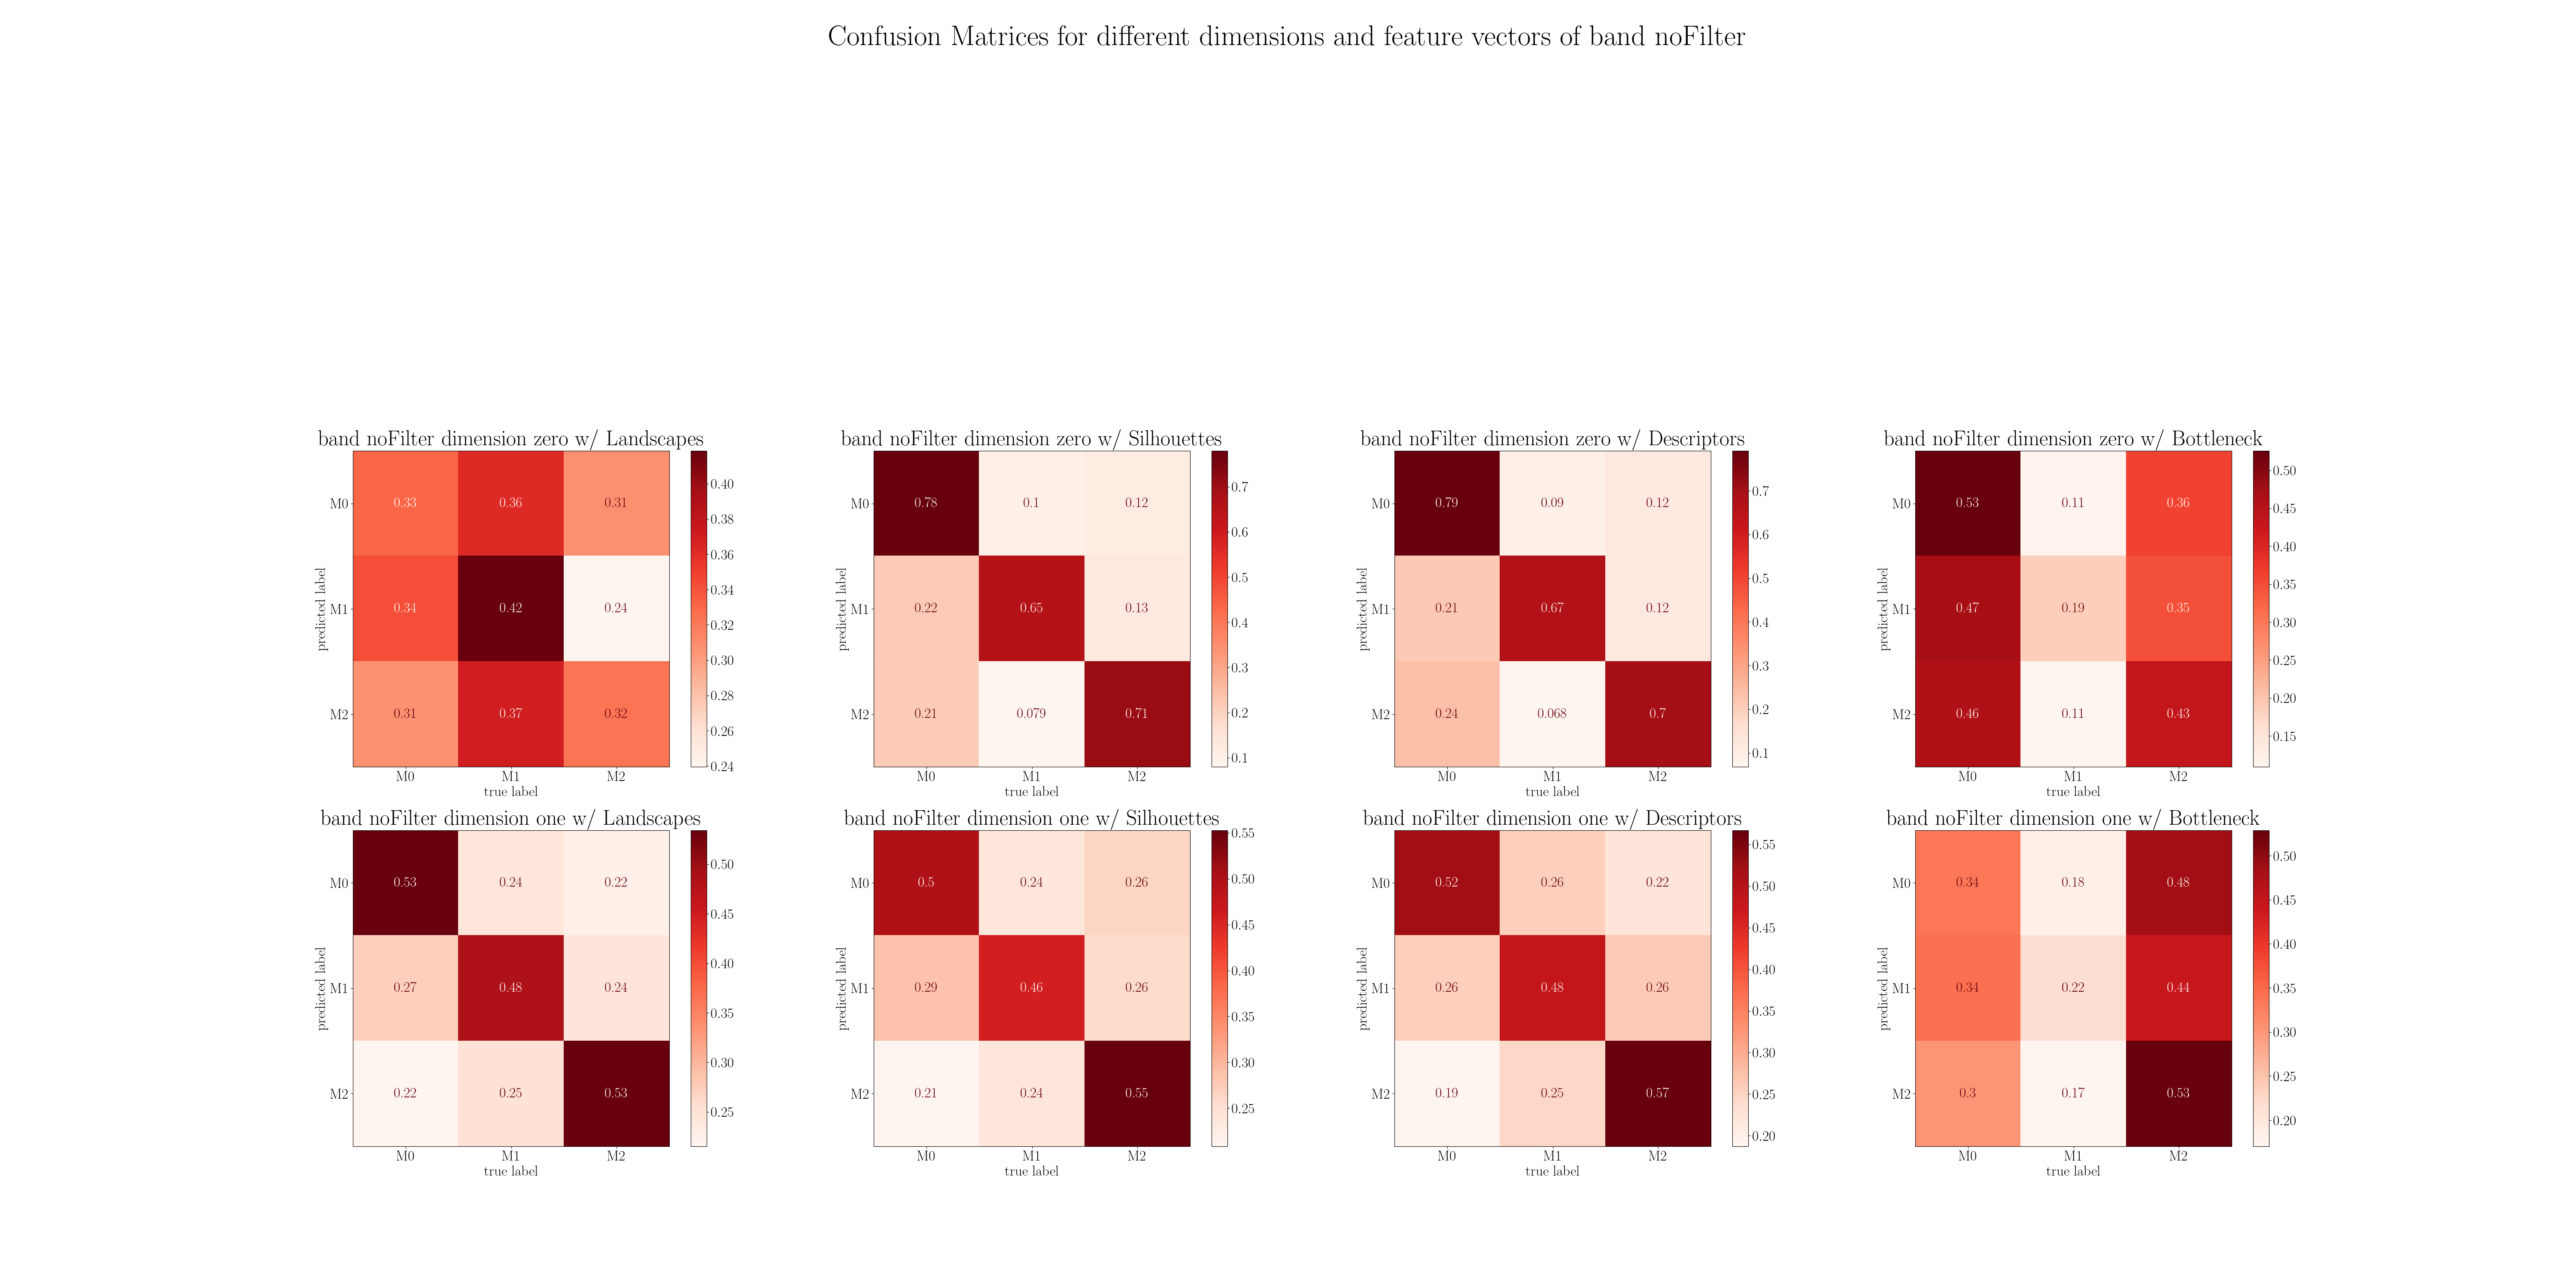 Confusion Matrices for different dimensions and feature vectors of band noFilter
band noFilter dimension zero w/ Landscapes
predicted label
M0 0.33 0.36 0.31
M1 0.34 0.42 0.24
M2 0.31 0.37 0.32
M0 M1 M2
true label
0.40
0.38
0.36
0.34
0.32
0.30
0.28
0.26
0.24
band noFilter dimension zero w/ Silhouettes
predicted label
M0 0.78 0.1 0.12
M1 0.22 0.65 0.13
M2 0.21 0.079 0.71
M0 M1 M2
true label
0.7
0.6
0.5
0.4
0.3
0.2
0.1
band noFilter dimension zero w/ Descriptors
predicted label
M0 0.79 0.09 0.12
M1 0.21 0.67 0.12
M2 0.24 0.068 0.7
M0 M1 M2
true label
0.7
0.6
0.5
0.4
0.3
0.2
0.1
band noFilter dimension zero w/ Bottleneck
predicted label
M0 0.53 0.11 0.36
M1 0.47 0.19 0.35
M2 0.46 0.11 0.43
M0 M1 M2
true label
0.50
0.45
0.40
0.35
0.30
0.25
0.20
0.15
band noFilter dimension one w/ Landscapes
predicted label
M0 0.53 0.24 0.22
M1 0.27 0.48 0.24
M2 0.22 0.25 0.53
M0 M1 M2
true label
0.50
0.45
0.40
0.35
0.30
0.25
band noFilter dimension one w/ Silhouettes
predicted label
M0 0.5 0.24 0.26
M1 0.29 0.46 0.26
M2 0.21 0.24 0.55
M0 M1 M2
true label
0.55
0.50
0.45
0.40
0.35
0.30
0.25
band noFilter dimension one w/ Descriptors
predicted label
M0 0.52 0.26 0.22
M1 0.26 0.48 0.26
M2 0.19 0.25 0.57
M0 M1 M2
true label
0.55
0.50
0.45
0.40
0.35
0.30
0.25
0.20
band noFilter dimension one w/ Bottleneck
predicted label
M0 0.34 0.18 0.48
M1 0.34 0.22 0.44
M2 0.3 0.17 0.53
M0 M1 M2
true label
0.50
0.45
0.40
0.35
0.30
0.25
0.20